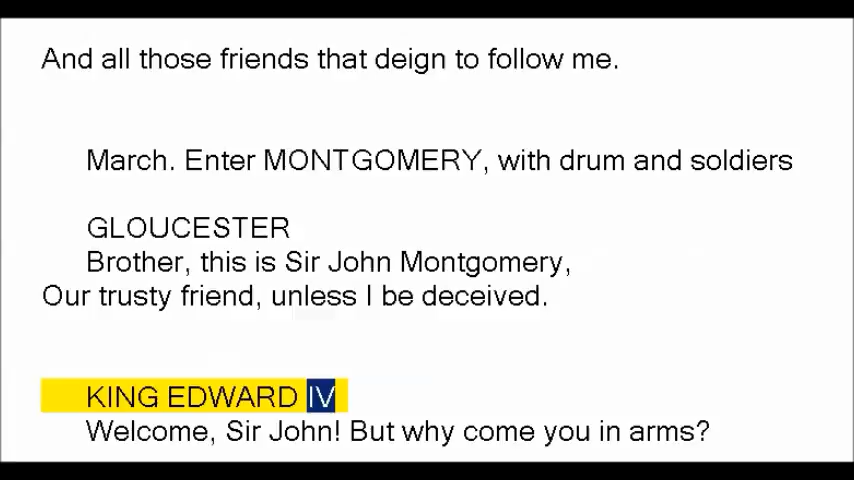 And all those friends that deign to follow me.
March. Enter MONTGOMERY, with drum and soldiers
GLOUCESTER
Brother, this is Sir John Montgomery,
Our trusty friend, unless I be deceived.
KING EDWARD IV
Welcome, Sir John! But why come you in arms?